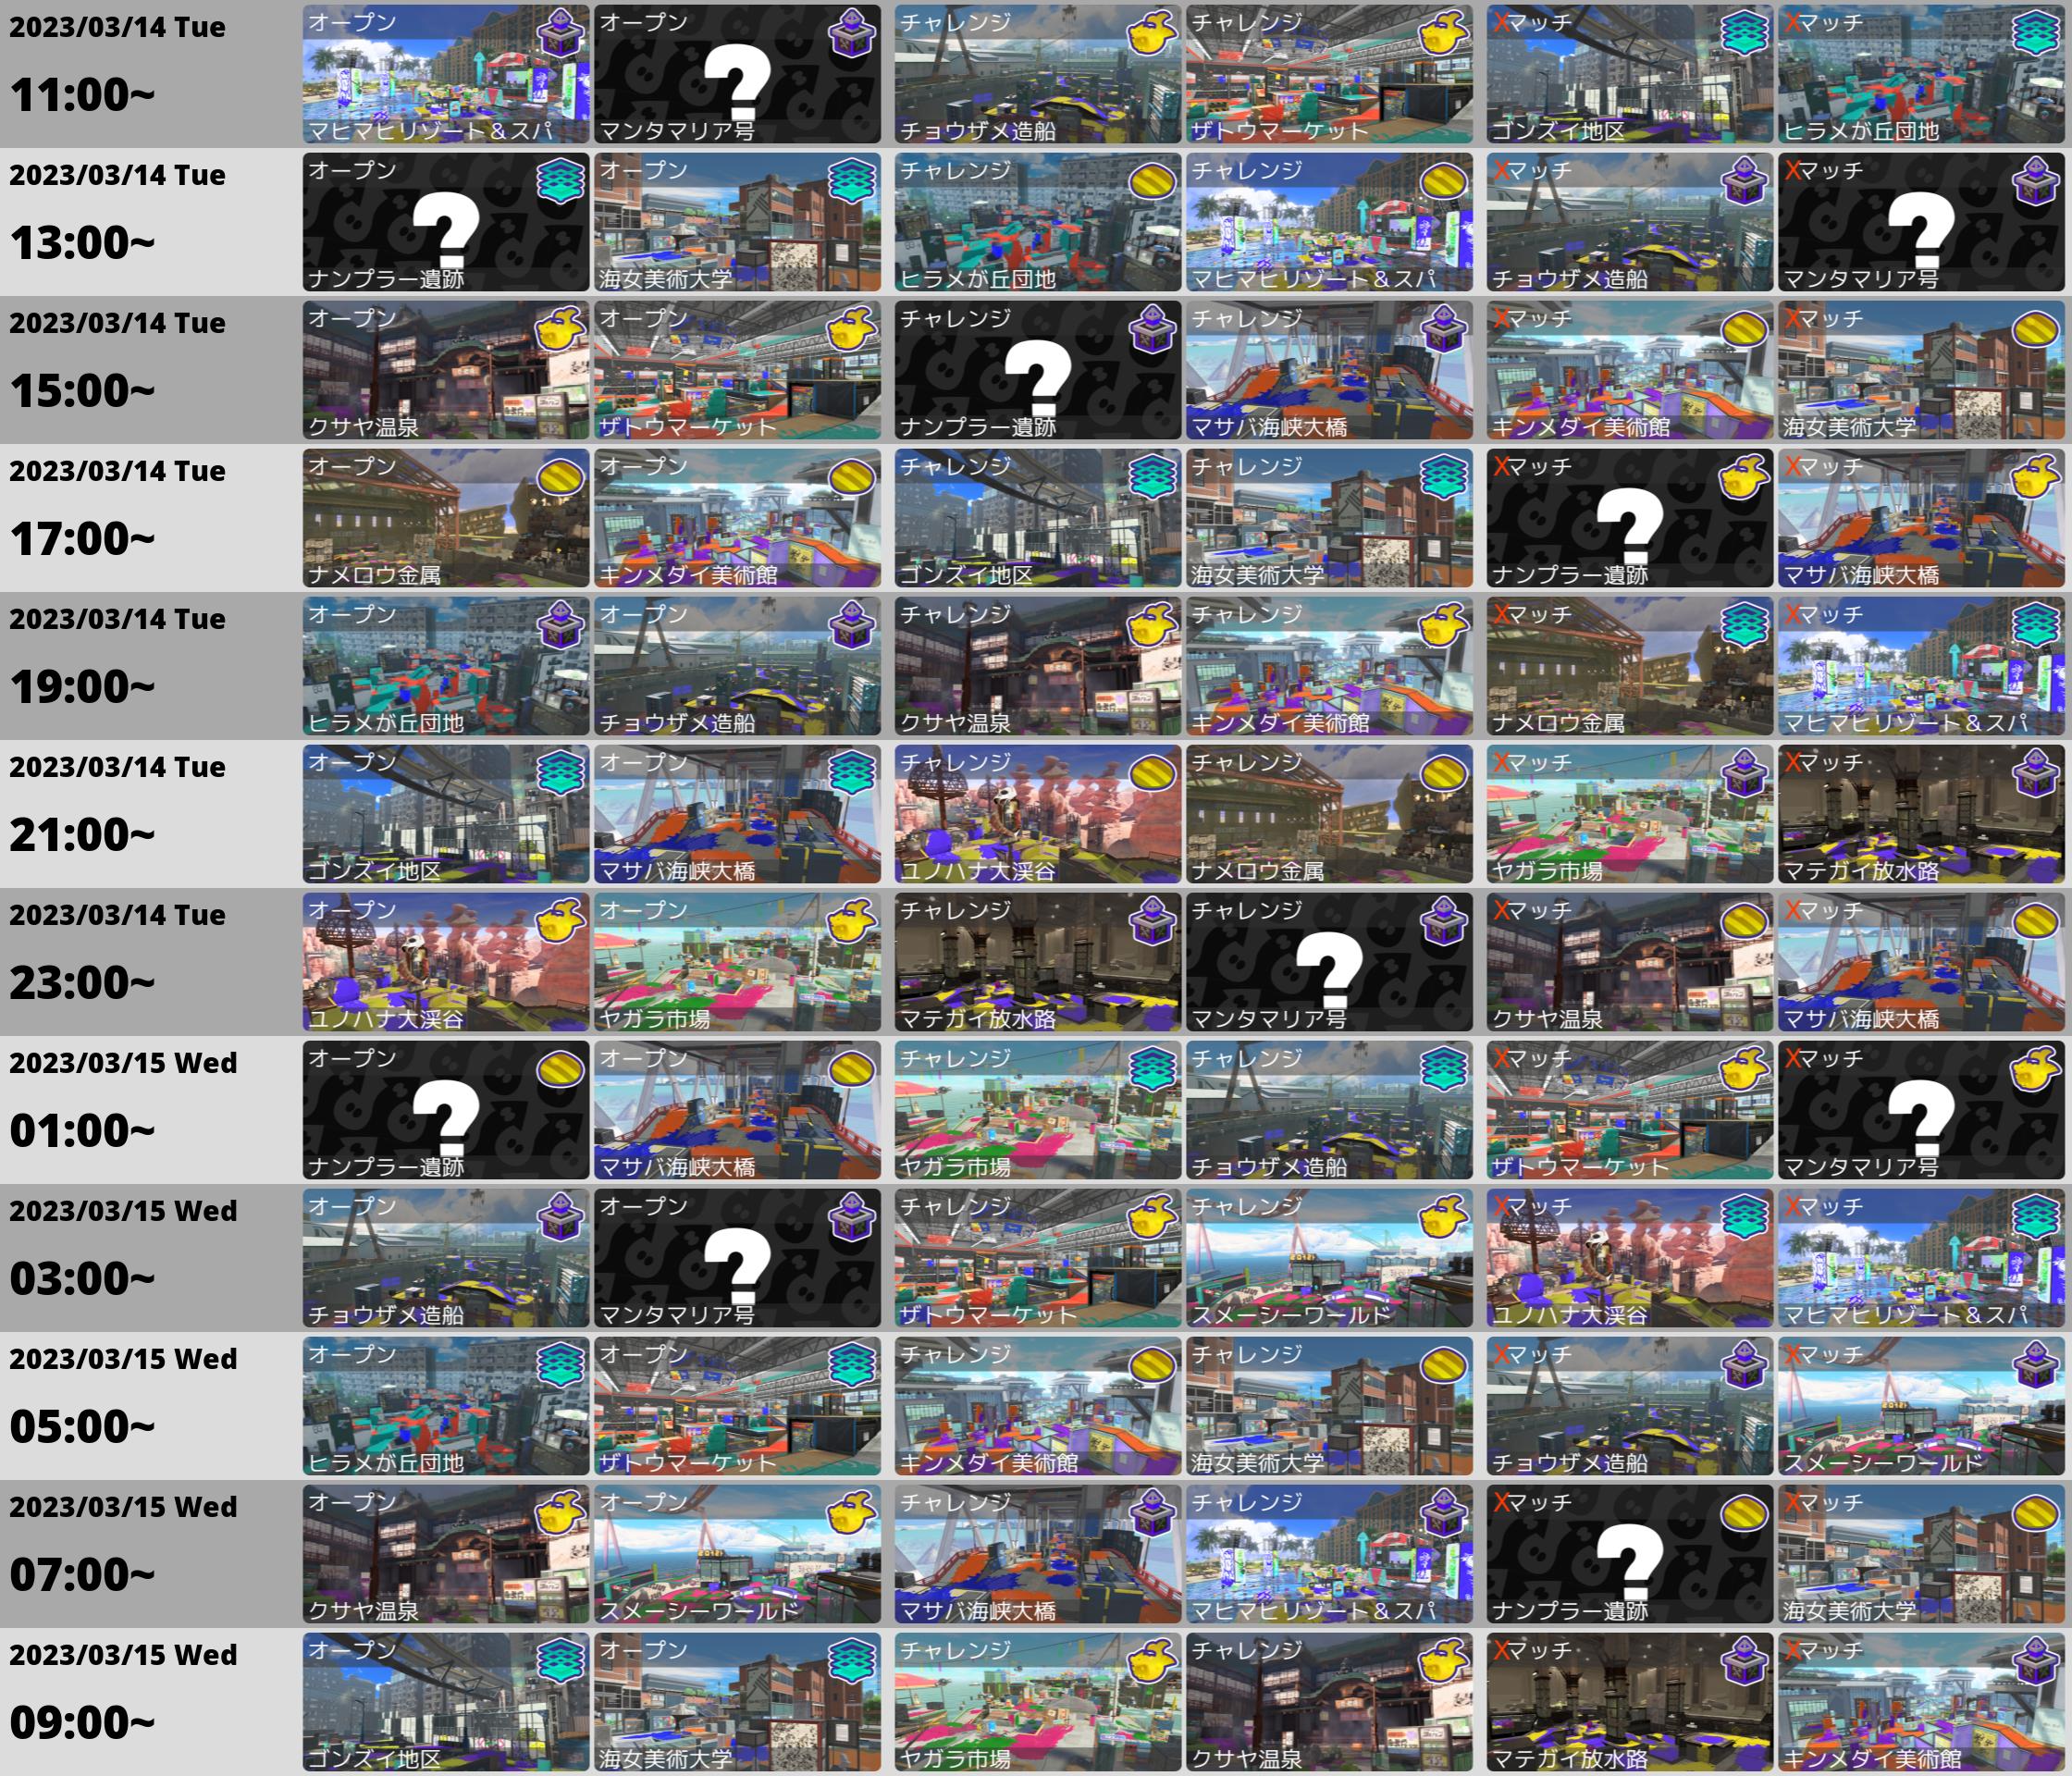 2023/03/14 Tue
11:00~
オープン
マヒマヒリゾート&スパ
オープン
マンタマリア号
チャレンジ
チョウザメ造船
チャレンジ
ザトウマーケット
Xマッチ
ゴンズイ地区
Xマッチ
ヒラメが丘団地
2023/03/14 Tue
13:00~
オープン
ナンプラー遺跡
オープン
海女美術大学
チャレンジ
ヒラメが丘団地
チャレンジ
マヒマヒリゾート&スパ
Xマッチ
チョウザメ造船
Xマッチ
マンタマリア号
2023/03/14 Tue
15:00~
オープン
クサヤ温泉
オープン
ザトウマーケット
チャレンジ
ナンプラー遺跡
チャレンジ
マサバ海峡大橋
Xマッチ
キンメダイ美術館
Xマッチ
海女美術大学
2023/03/14 Tue
17:00~
オープン
ナメロウ金属
オープン
キンメダイ美術館
チャレンジ
ゴンズイ地区
チャレンジ
海女美術大学
Xマッチ
ナンプラー遺跡
Xマッチ
マサバ海峡大橋
2023/03/14 Tue
19:00~
オープン
ヒラメが丘団地
オープン
チョウザメ造船
チャレンジ
クサヤ温泉
チャレンジ
キンメダイ美術館
Xマッチ
ナメロウ金属
Xマッチ
マヒマヒリゾート&スパ
2023/03/14 Tue
21:00~
オープン
ゴンズイ地区
オープン
マサバ海峡大橋
チャレンジ
ユノハナ大渓谷
チャレンジ
ナメロウ金属
Xマッチ
ヤガラ市場
Xマッチ
マテガイ放水路
2023/03/14 Tue
23:00~
オープン
ユノハナ大渓谷
オープン
ヤガラ市場
チャレンジ
マテガイ放水路
チャレンジ
マンタマリア号
Xマッチ
クサヤ温泉
Xマッチ
マサバ海峡大橋
2023/03/15 Wed
01:00~
オープン
ナンプラー遺跡
オープン
マサバ海峡大橋
チャレンジ
ヤガラ市場
チャレンジ
チョウザメ造船
Xマッチ
ザトウマーケット
Xマッチ
マンタマリア号
2023/03/15 Wed
03:00~
オープン
チョウザメ造船
オープン
マンタマリア号
チャレンジ
ザトウマーケット
チャレンジ
スメーシーワールド
Xマッチ
ユノハナ大渓谷
Xマッチ
マヒマヒリゾート&スパ
2023/03/15 Wed
05:00~
オープン
ヒラメが丘団地
オープン
ザトウマーケット
チャレンジ
キンメダイ美術館
チャレンジ
海女美術大学
Xマッチ
チョウザメ造船
Xマッチ
スメーシーワールド
2023/03/15 Wed
07:00~
オープン
クサヤ温泉
オープン
スメーシーワールド
チャレンジ
マサバ海峡大橋
チャレンジ
マヒマヒリゾート&スパ
Xマッチ
ナンプラー遺跡
Xマッチ
海女美術大学
2023/03/15 Wed
09:00~
オープン
ゴンズイ地区
オープン
海女美術大学
チャレンジ
ヤガラ市場
チャレンジ
クサヤ温泉
Xマッチ
マテガイ放水路
Xマッチ
キンメダイ美術館